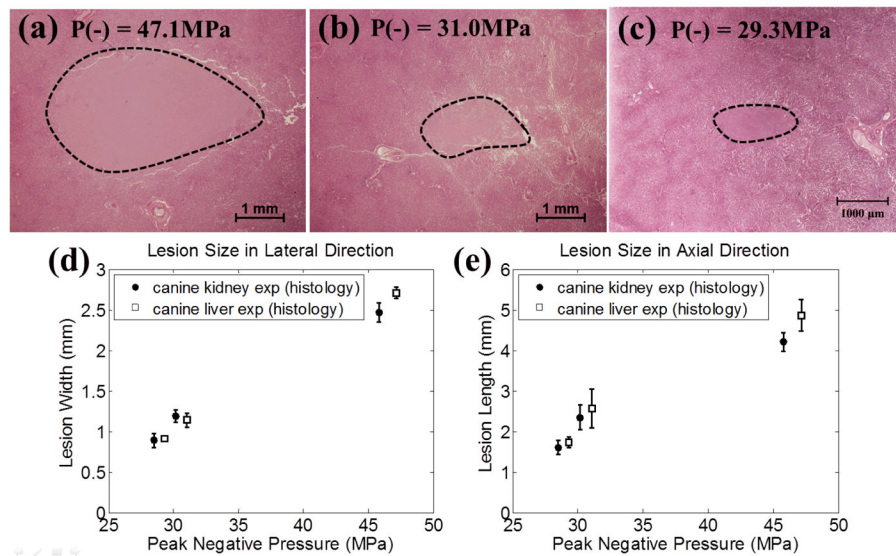 (a) P(-) = 47.1MPa
1 mm
(b) P(-) = 31.0MPa
1 mm
(c) P(-) = 29.3MPa
1000 µm
(d)
Lesion Size in Lateral Direction
canine kidney exp (histology)
canine liver exp (histology)
Lesion Width (mm)
3
2.5
2
1.5
1
0.5
0
25 30 35 40 45 50
Peak Negative Pressure (MPa)
(e)
Lesion Size in Axial Direction
canine kidney exp (histology)
canine liver exp (histology)
Lesion Length (mm)
6
5
4
3
2
1
0
25 30 35 40 45 50
Peak Negative Pressure (MPa)